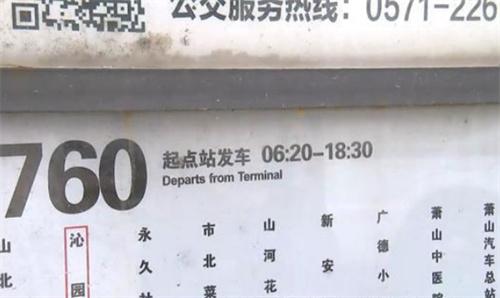 公交服务热线：0571-226
760
起点站发车 06:20-18:30
Departs from Terminal
山北
沁园
永久村
市北菜
山河花
新安
广德小
萧山中医院
萧山汽车总站